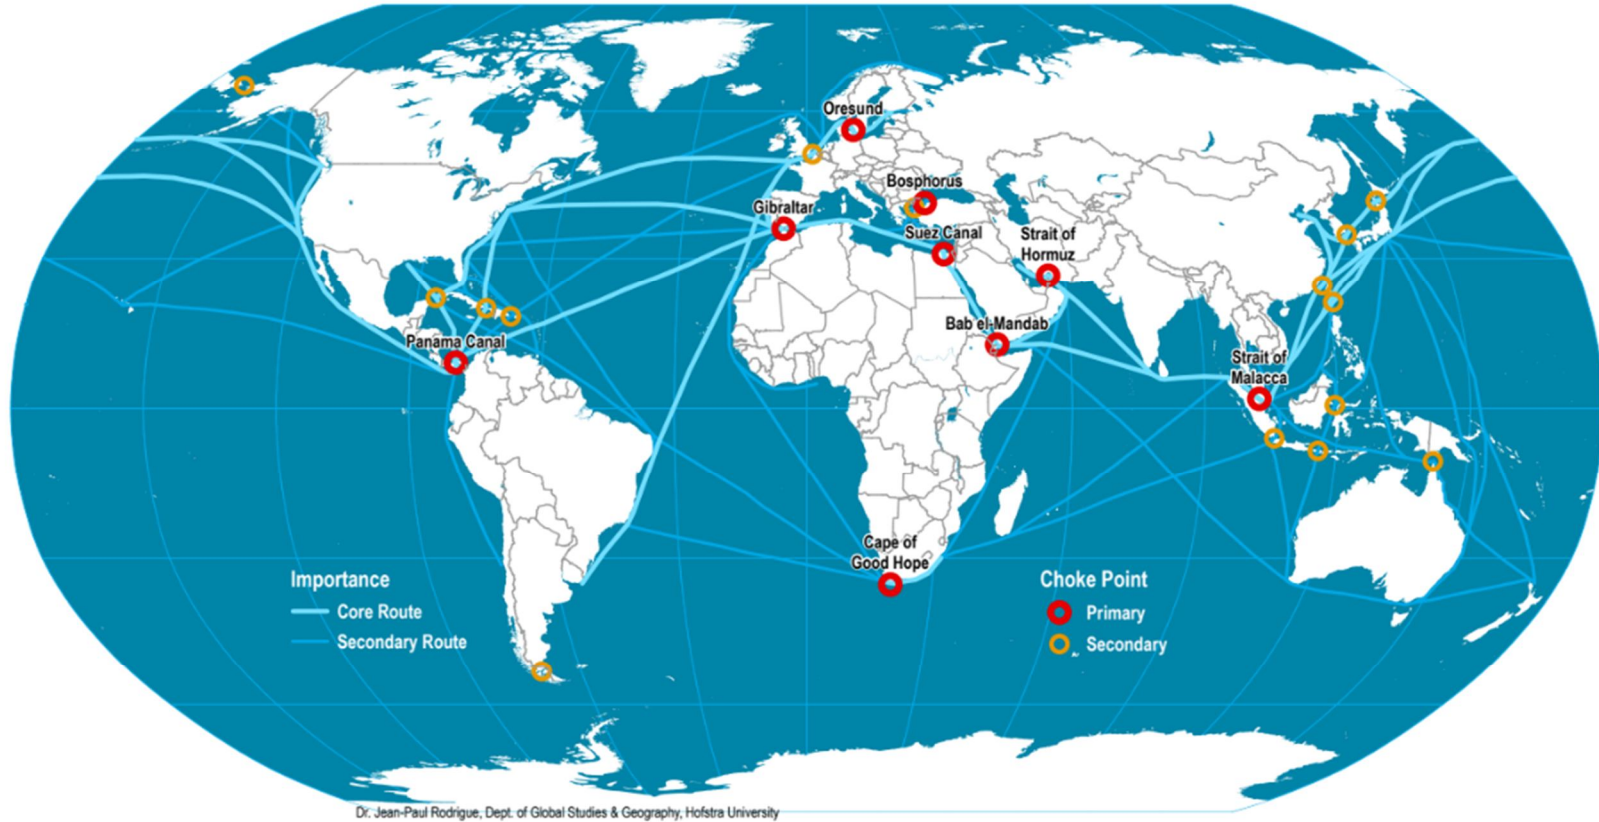 Oresund
Bosphorus
Gibraltar
Suez Canal
Strait of
Hormuz
Bab el-Mandab
Panama Canal
Strait of
Malacca
Cape of
Good Hope
Importance
Core Route
Secondary Route
Choke Point
Primary
Secondary
Dr. Jean-Paul Rodrigue, Dept. of Global Studies & Geography, Hofstra University